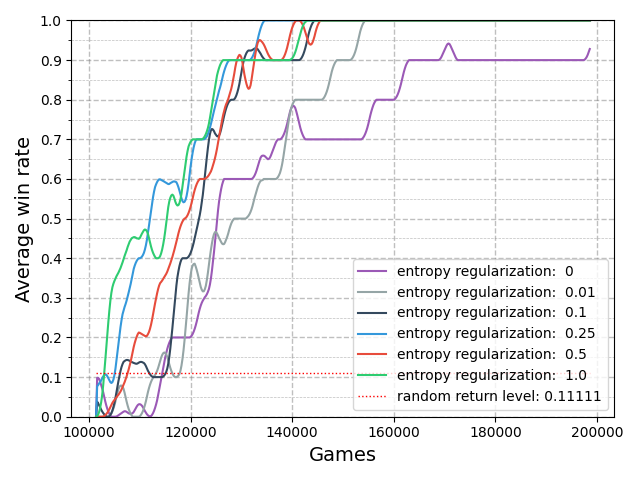 1.0
0.9
0.8
0.7
0.6
0.5
0.4
0.3
0.2
0.1
0.0
Average win rate
entropy regularization: 0
entropy regularization: 0.01
entropy regularization: 0.1
entropy regularization: 0.25
entropy regularization: 0.5
entropy regularization: 1.0
random return level: 0.11111
100000 120000 140000 160000 180000 200000
Games